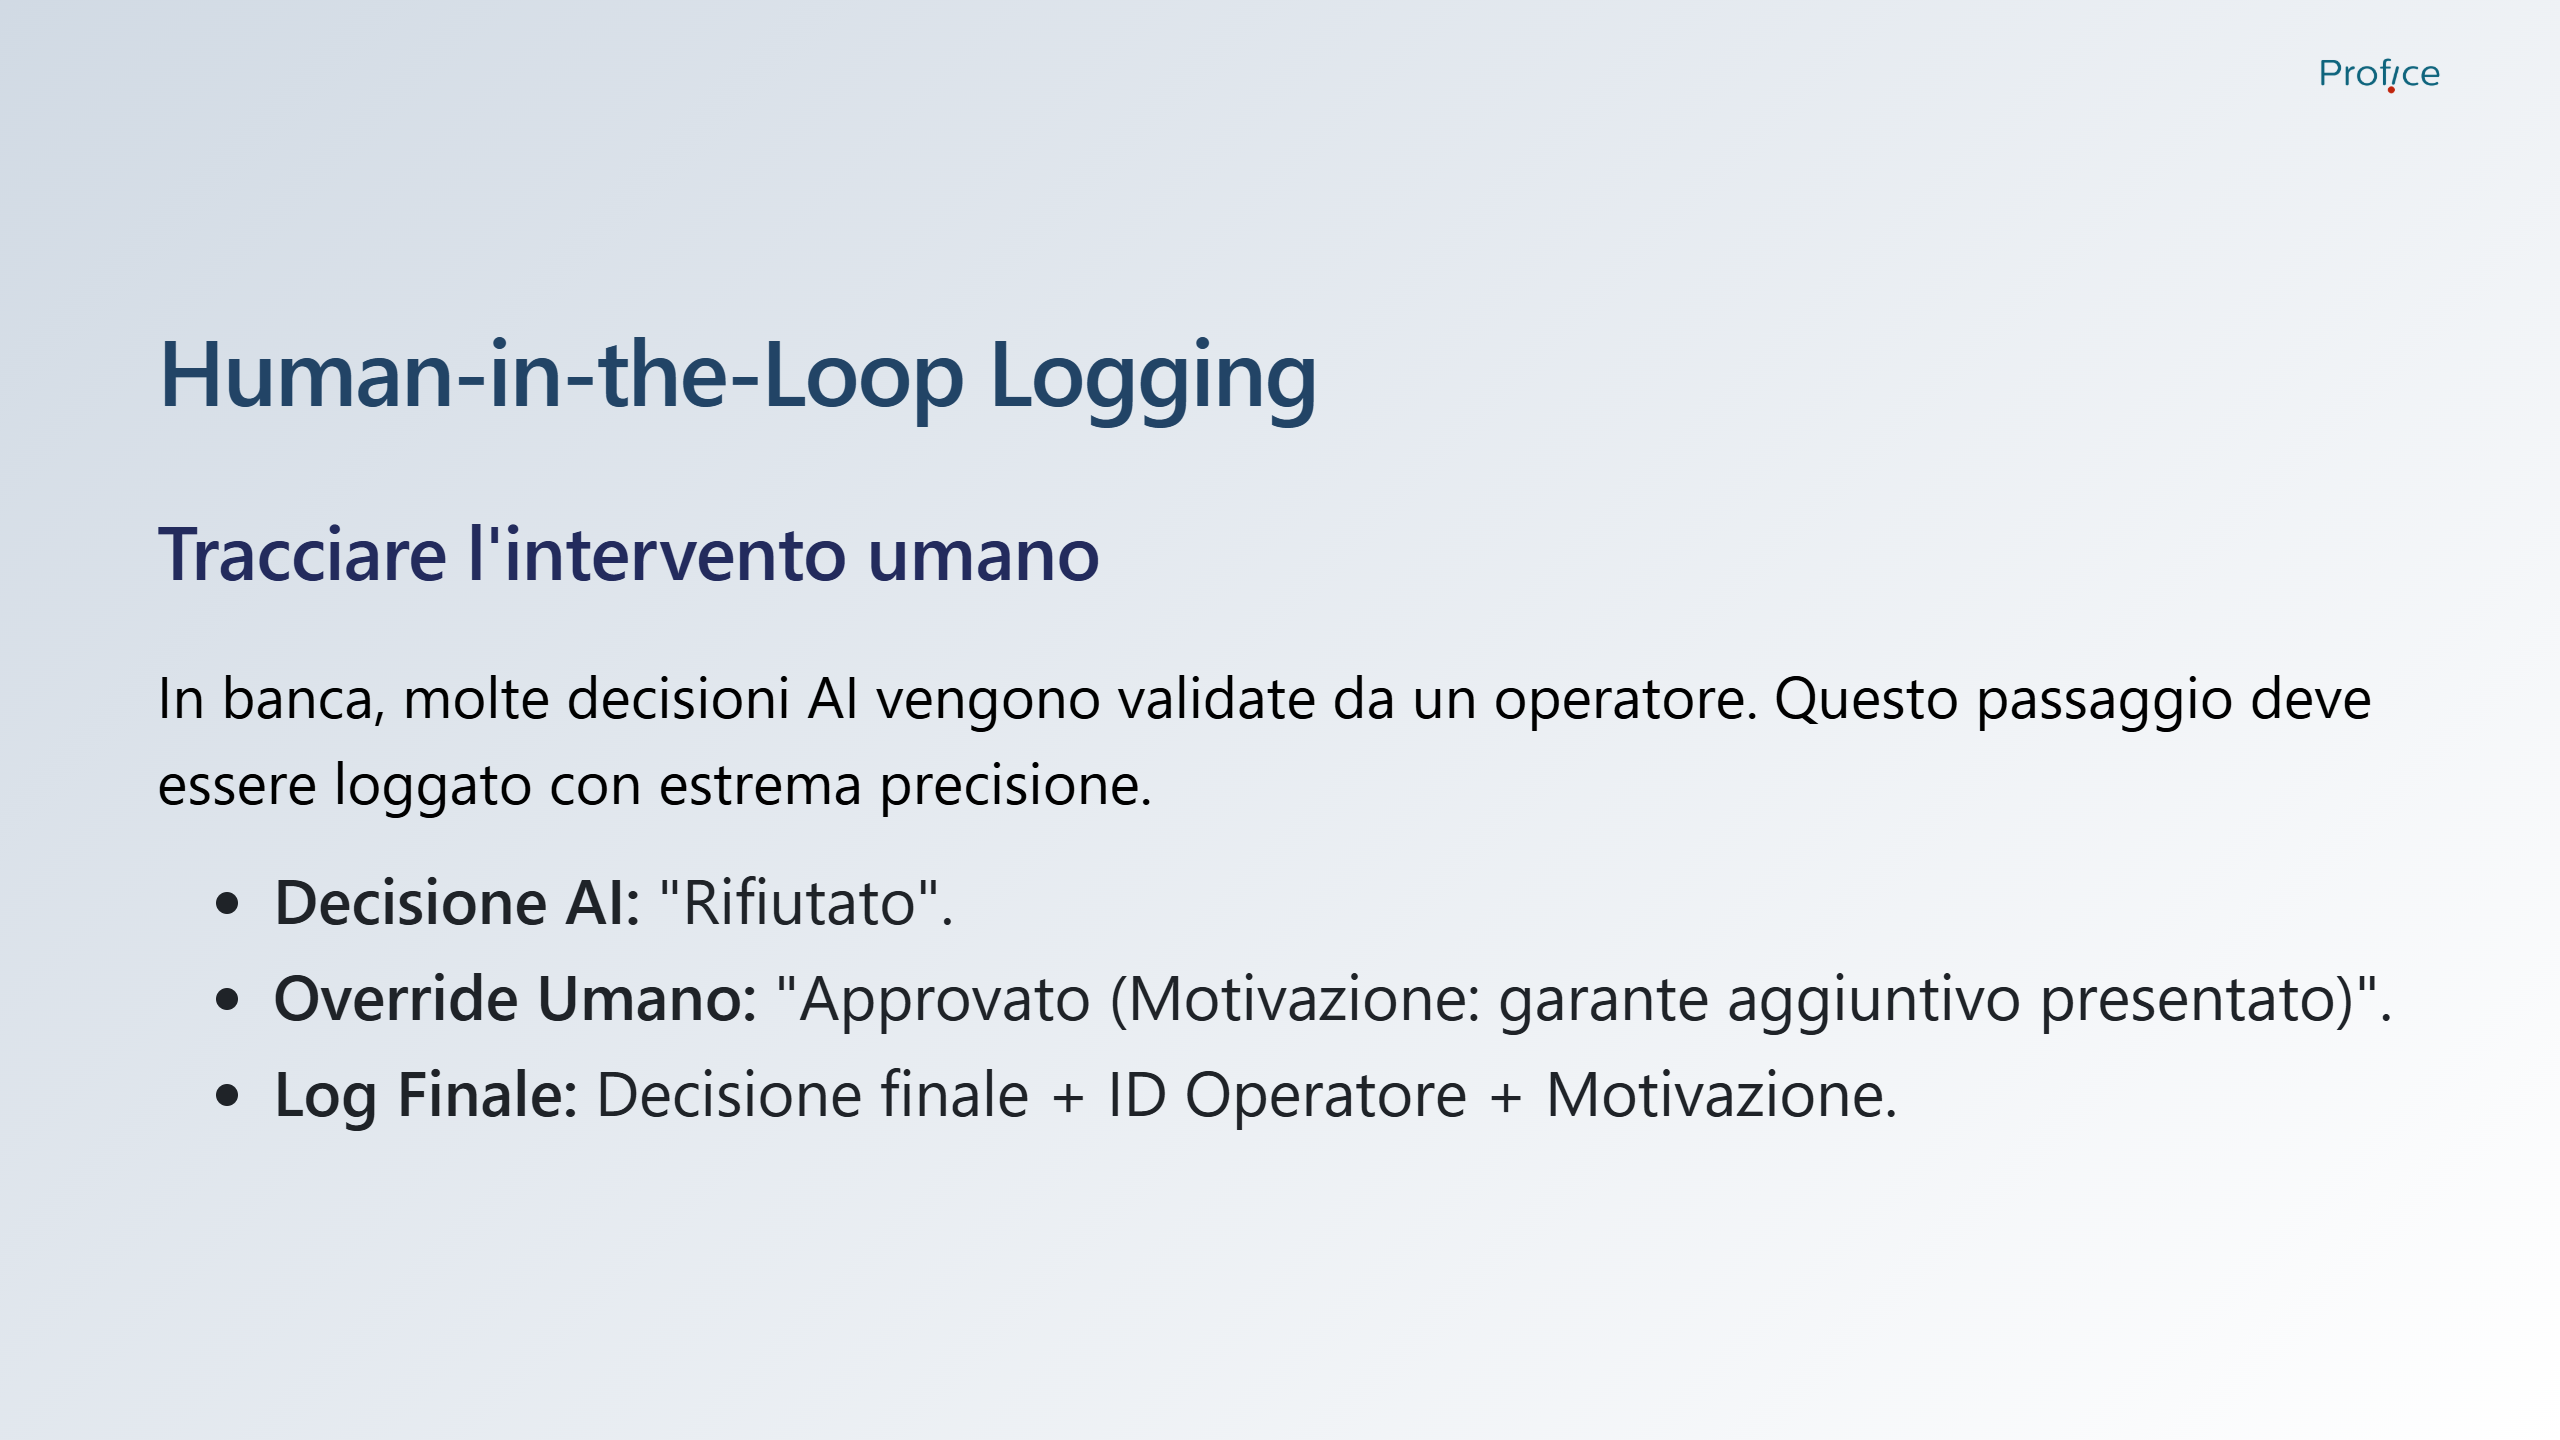 Profice
Human-in-the-Loop Logging
Tracciare l'intervento umano
In banca, molte decisioni AI vengono validate da un operatore. Questo passaggio deve
essere loggato con estrema precisione.
• Decisione AI: "Rifiutato".
• Override Umano: "Approvato (Motivazione: garante aggiuntivo presentato)".
• Log Finale: Decisione finale + ID Operatore + Motivazione.